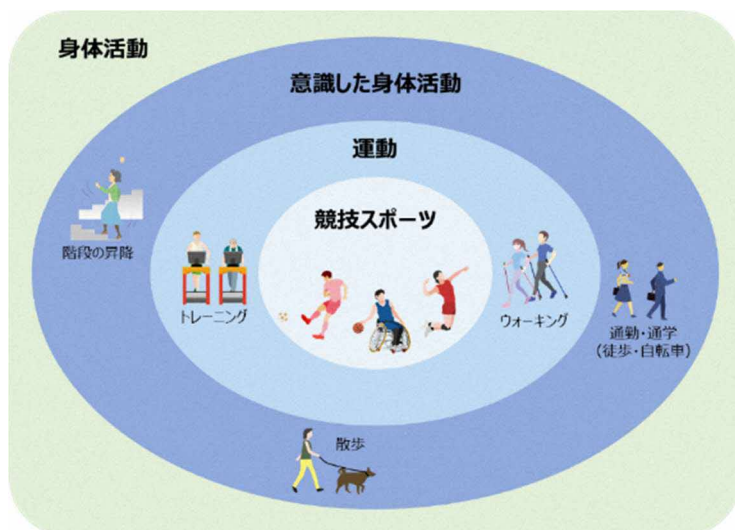 身体活動
意識した身体活動
運動
競技スポーツ
階段の昇降
トレーニング
ウォーキング
通勤・通学
（徒歩・自転車）
散歩